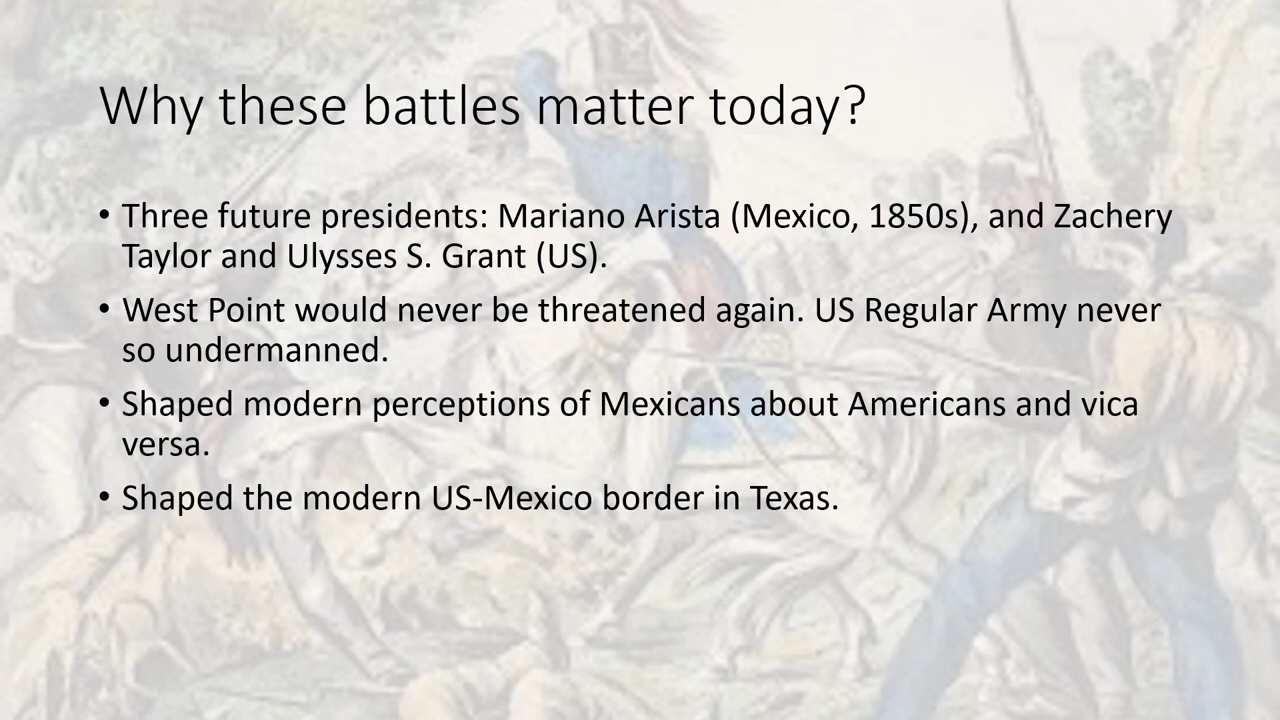 Why these battles matter today?
• Three future presidents: Mariano Arista (Mexico, 1850s), and Zachery
Taylor and Ulysses S. Grant (US).
• West Point would never be threatened again. US Regular Army never
so undermanned.
• Shaped modern perceptions of Mexicans about Americans and vica
versa.
• Shaped the modern US-Mexico border in Texas.